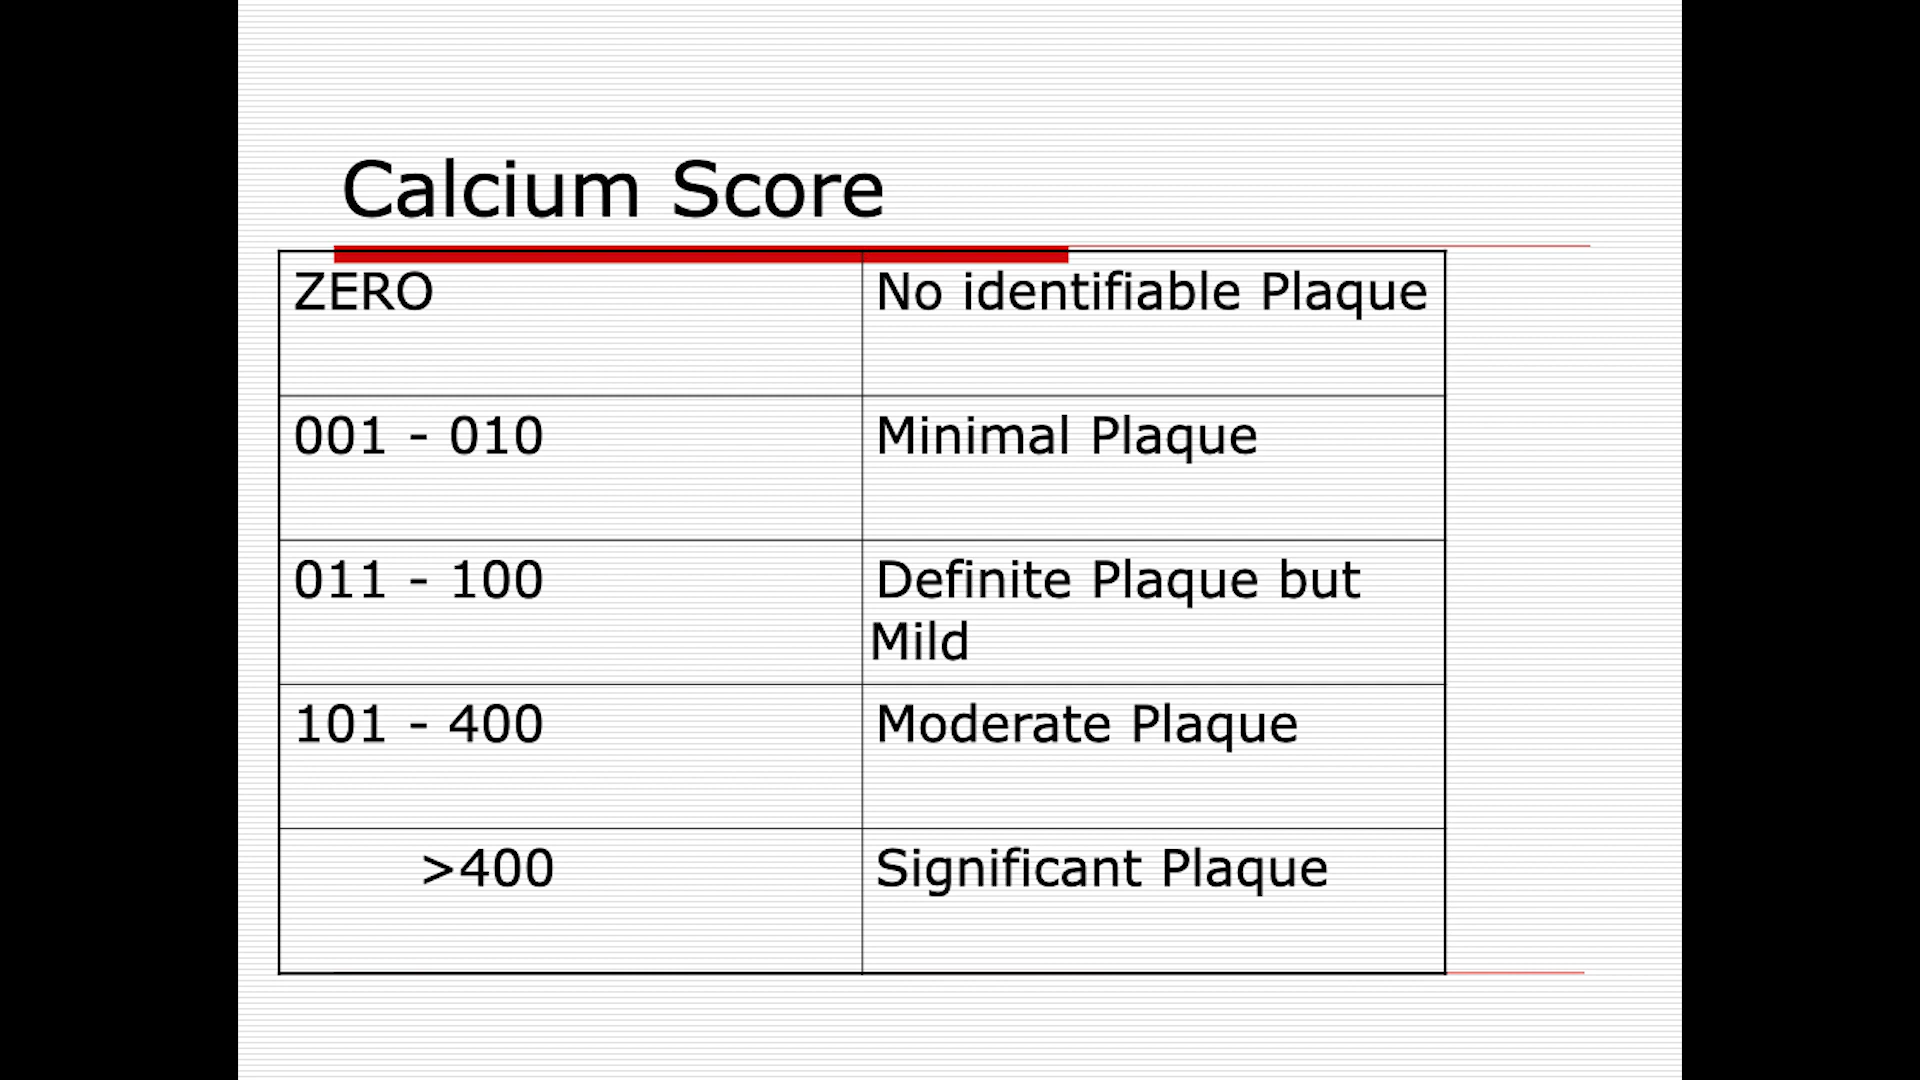 Calcium Score
ZERO
No identifiable Plaque
001 - 010
Minimal Plaque
011 - 100
Definite Plaque but
Mild
101 - 400
Moderate Plaque
>400
Significant Plaque